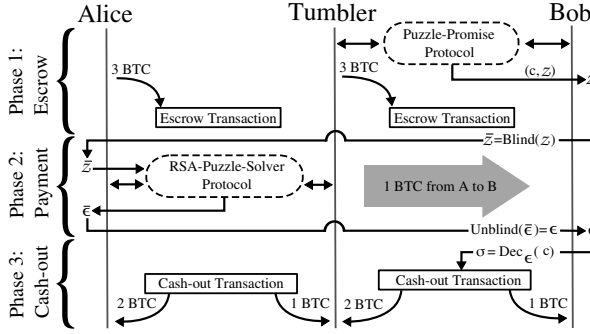 Alice
Tumbler
Bob
Phase 1:
Escrow
Puzzle-Promise
Protocol
3 BTC
3 BTC
(c, z)
z
Escrow Transaction
Escrow Transaction
z̄=Blind(z)
Phase 2:
Payment
z̄
RSA-Puzzle-Solver
Protocol
1 BTC from A to B
ε̄
Unblind(ε̄)=ε
Phase 3:
Cash-out
σ=Decε( c)
Cash-out Transaction
Cash-out Transaction
2 BTC
1 BTC
2 BTC
1 BTC